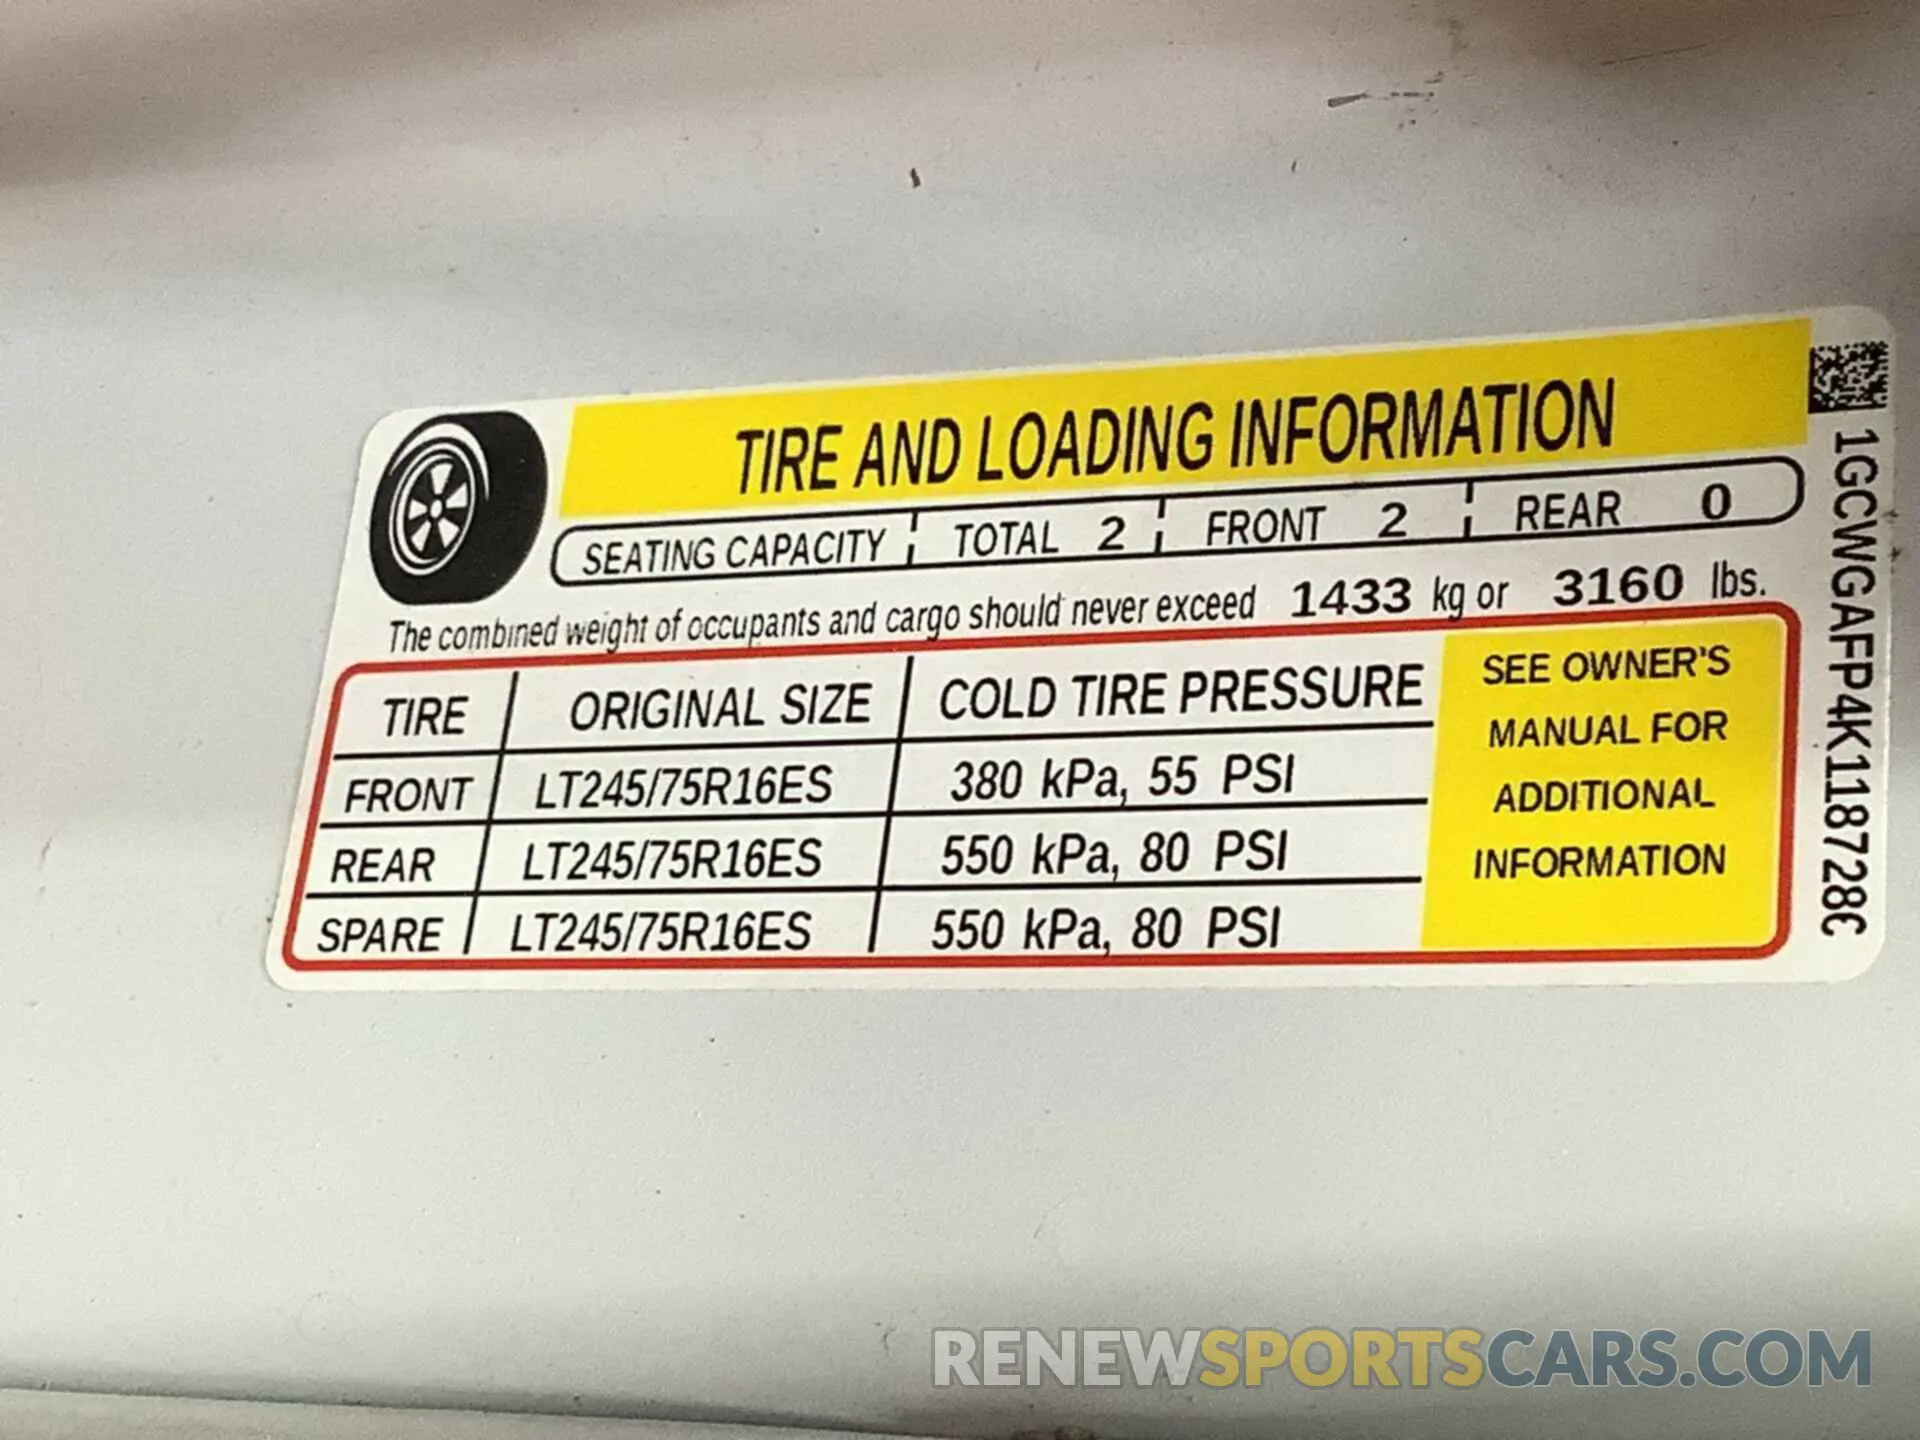 TIRE AND LOADING INFORMATION
SEATING CAPACITY TOTAL 2 FRONT 2 REAR 0
The combined weight of occupants and cargo should never exceed 1433 kg or 3160 lbs.
TIRE ORIGINAL SIZE COLD TIRE PRESSURE
FRONT LT245/75R16ES 380 kPa, 55 PSI
REAR LT245/75R16ES 550 kPa, 80 PSI
SPARE LT245/75R16ES 550 kPa, 80 PSI
SEE OWNER'S
MANUAL FOR
ADDITIONAL
INFORMATION
1GCWGAFP4K1187286
RENEWSPORTSCARS.COM